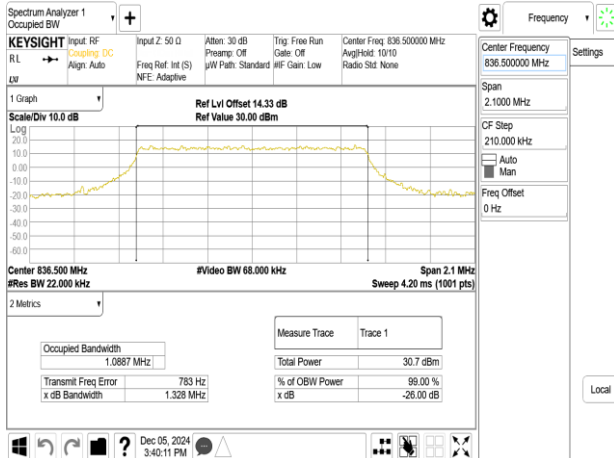 Spectrum Analyzer 1
Occupied BW
Frequency
KEYSIGHT
RL
Input: RF
Coupling: DC
Align: Auto
Input Z: 50 Ω
Freq Ref: Int (S)
NFE: Adaptive
Atten: 30 dB
Preamp: Off
µW Path: Standard
Trig: Free Run
Gate: Off
#IF Gain: Low
Center Freq: 836.500000 MHz
Avg|Hold: 10/10
Radio Std: None
LXI
1 Graph
Scale/Div 10.0 dB
Ref Lvl Offset 14.33 dB
Ref Value 30.00 dBm
Log
20.0
10.0
0.00
-10.0
-20.0
-30.0
-40.0
-50.0
-60.0
Center 836.500 MHz
#Res BW 22.000 kHz
#Video BW 68.000 kHz
Span 2.1 MHz
Sweep 4.20 ms (1001 pts)
2 Metrics
Occupied Bandwidth
1.0887 MHz
Transmit Freq Error 783 Hz
x dB Bandwidth 1.328 MHz
Measure Trace Trace 1
Total Power 30.7 dBm
% of OBW Power 99.00 %
x dB -26.00 dB
Center Frequency
836.500000 MHz
Span
2.1000 MHz
CF Step
210.000 kHz
Auto
Man
Freq Offset
0 Hz
Settings
Local
?
Dec 05, 2024
3:40:11 PM